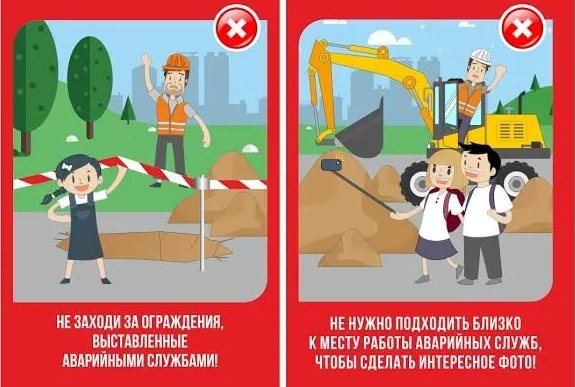 НЕ ЗАХОДИ ЗА ОГРАЖДЕНИЯ,
ВЫСТАВЛЕННЫЕ
АВАРИЙНЫМИ СЛУЖБАМИ!
НЕ НУЖНО ПОДХОДИТЬ БЛИЗКО
К МЕСТУ РАБОТЫ АВАРИЙНЫХ СЛУЖБ,
ЧТОБЫ СДЕЛАТЬ ИНТЕРЕСНОЕ ФОТО!